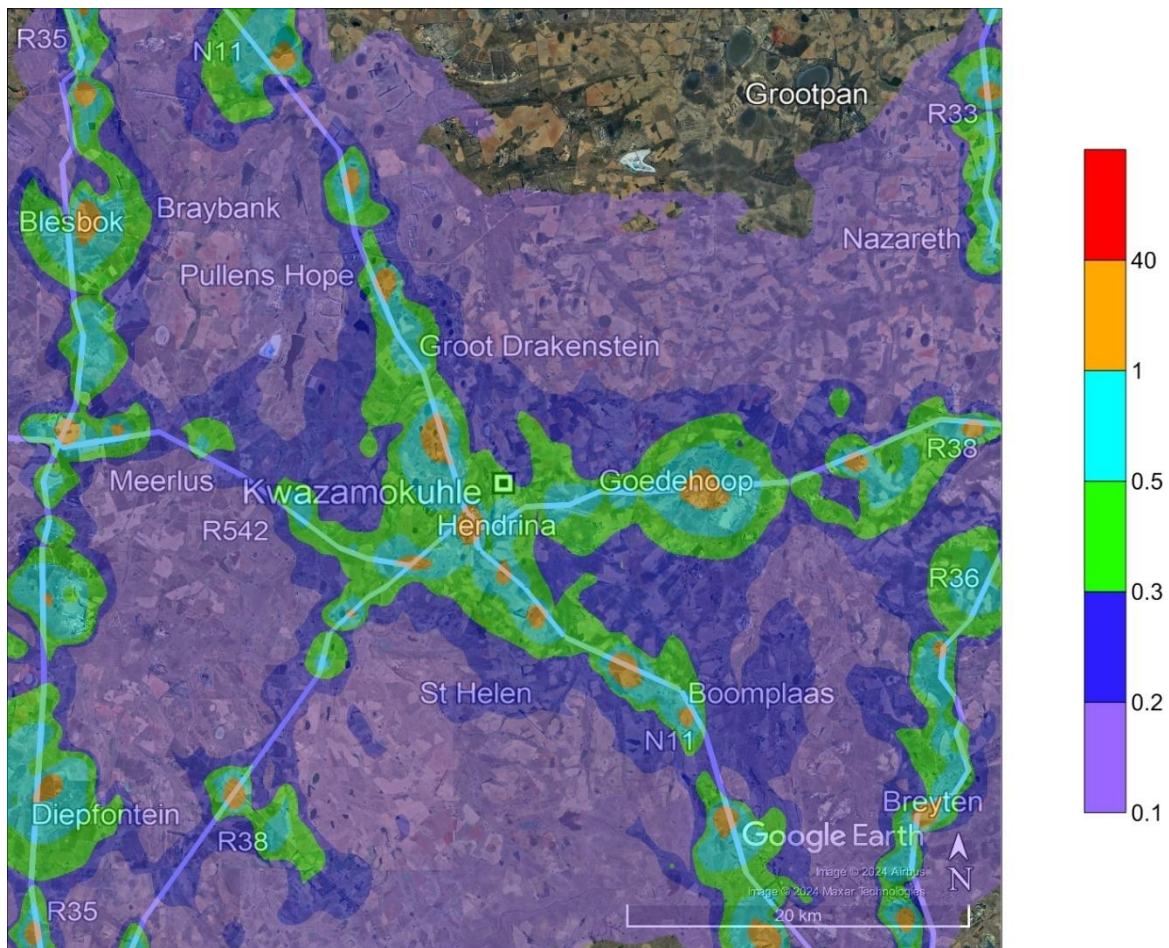 R35
N11
Grootpan
R33
Blesbok
Braybank
Nazareth
Pullens Hope
Groot Drakenstein
R38
Meerlus
Kwazamokuhle
Goedehoop
R542
Hendrina
R36
St Helen
Boomplaas
N11
Breyten
Diepfontein
R38
Google Earth
Image © 2024 Airbus
Image © 2024 Maxar Technologies
N
20 km
R35
40
1
0.5
0.3
0.2
0.1